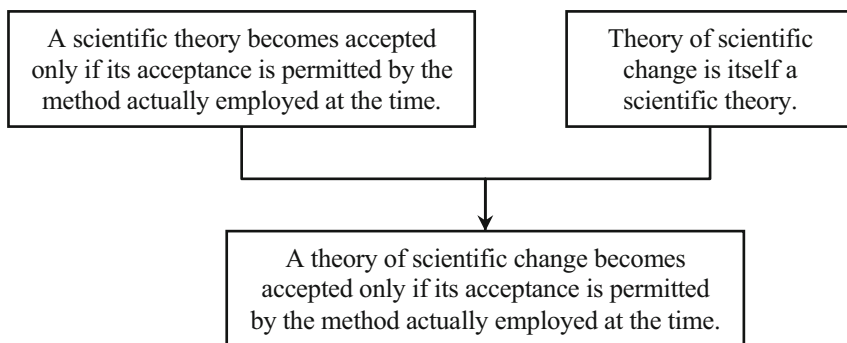 A scientific theory becomes accepted
only if its acceptance is permitted by the
method actually employed at the time.
Theory of scientific
change is itself a
scientific theory.
A theory of scientific change becomes
accepted only if its acceptance is permitted
by the method actually employed at the time.